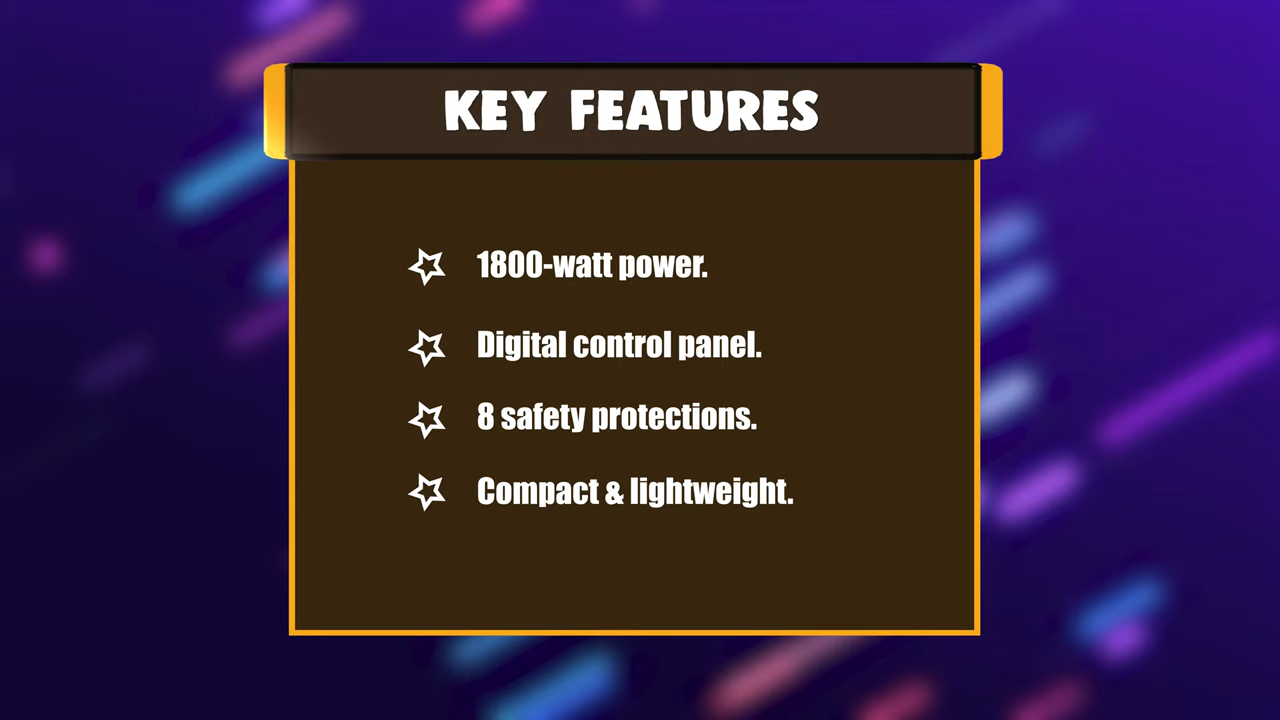 KEY FEATURES
1800-watt power.
Digital control panel.
8 safety protections.
Compact & lightweight.